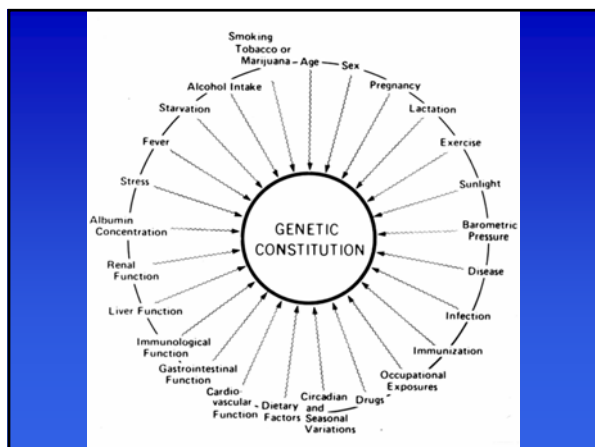 Smoking
Tobacco or
Marijuana
Age
Sex
Pregnancy
Lactation
Exercise
Sunlight
Barometric
Pressure
Disease
Infection
Immunization
Occupational
Exposures
Drugs
Circadian
and
Seasonal
Variations
Dietary
Factors
Cardio-
vascular
Function
Gastrointestinal
Function
Immunological
Function
Liver Function
Renal
Function
Albumin
Concentration
Stress
Fever
Starvation
Alcohol Intake
GENETIC
CONSTITUTION